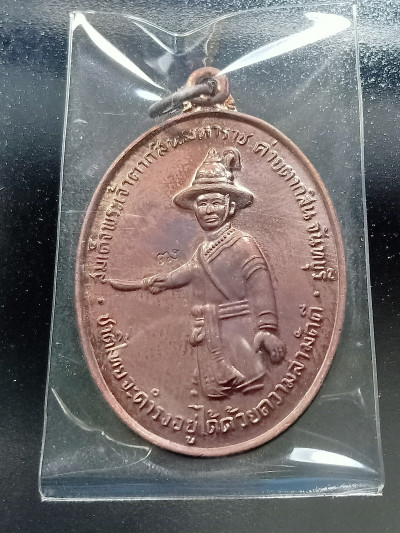 สมเด็จพระเจ้าตากสินมหาราช ค่ายตากสิน จันทบุรี
ชาติไทยจะดำรงอยู่ได้ด้วยความสามัคคี